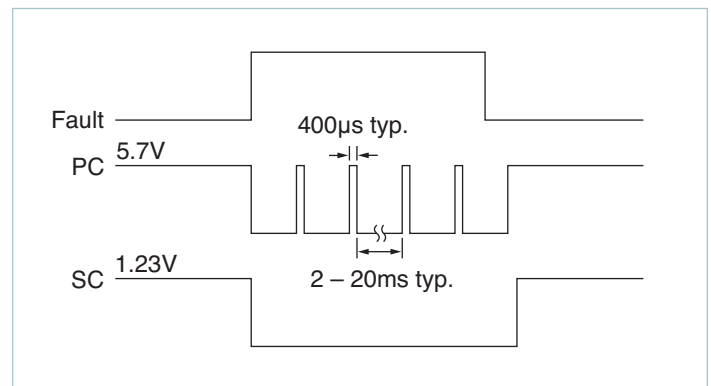 Fault
400µs typ.
5.7V
PC
1.23V
SC
2 – 20ms typ.